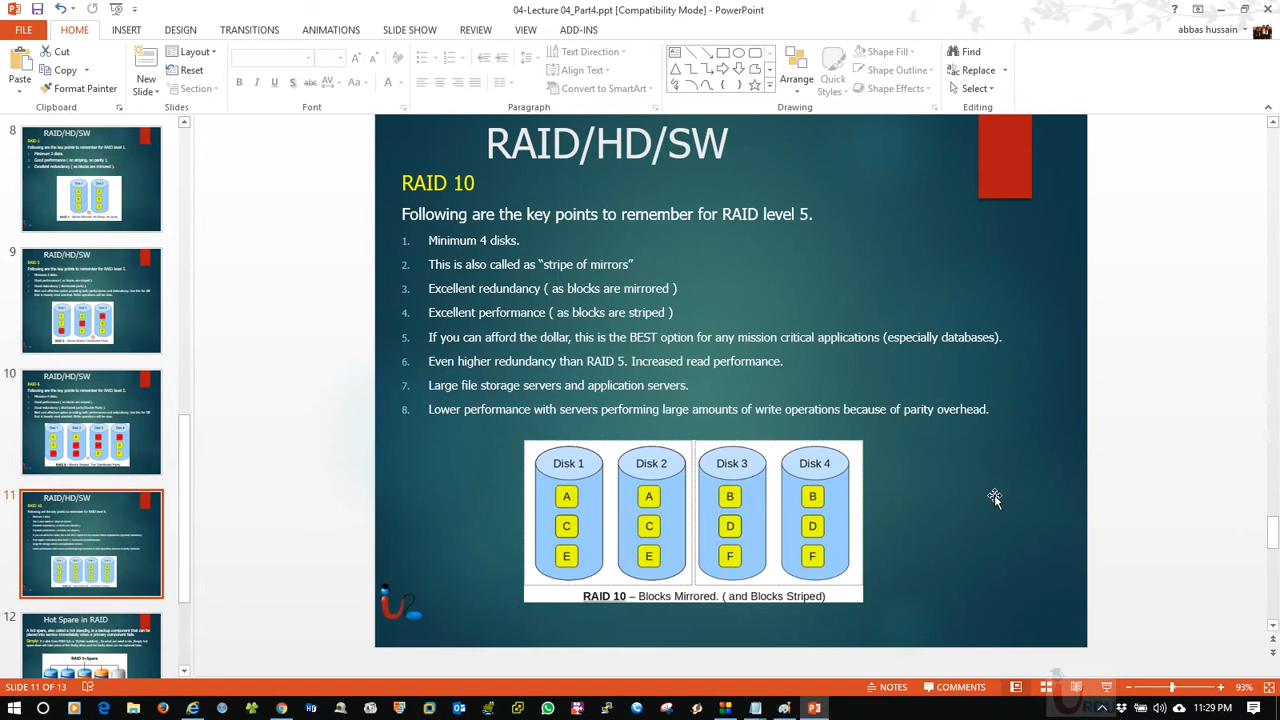 04-Lecture 04_Part4.ppt [Compatibility Mode] - PowerPoint
FILE HOME INSERT DESIGN TRANSITIONS ANIMATIONS SLIDE SHOW REVIEW VIEW ADD-INS abbas hussain
Paste
Cut
Copy
Format Painter
Clipboard
New Slide
Layout
Reset
Section
Slides
Font
Text Direction
Align Text
Convert to SmartArt
Paragraph
Arrange
Quick Styles
Shape Fill
Shape Outline
Shape Effects
Drawing
Find
Replace
Select
Editing
8
RAID/HD/SW
9
RAID/HD/SW
10
RAID/HD/SW
11
RAID/HD/SW
12
Hot Spare in RAID
RAID/HD/SW
RAID 10
Following are the key points to remember for RAID level 5.
1. Minimum 4 disks.
2. This is also called as “stripe of mirrors”
3. Excellent redundancy ( as blocks are mirrored )
4. Excellent performance ( as blocks are striped )
5. If you can afford the dollar, this is the BEST option for any mission critical applications (especially databases).
6. Even higher redundancy than RAID 5. Increased read performance.
7. Large file storage servars and application servers.
8. Lower performance with servers performing large amounts of write operations because of parity overhead.
Disk 1 Disk 2 Disk 3 Disk 4
A A B B
C C D D
E E F F
RAID 10 – Blocks Mirrored. ( and Blocks Striped)
SLIDE 11 OF 13
NOTES COMMENTS 93%
11:29 PM